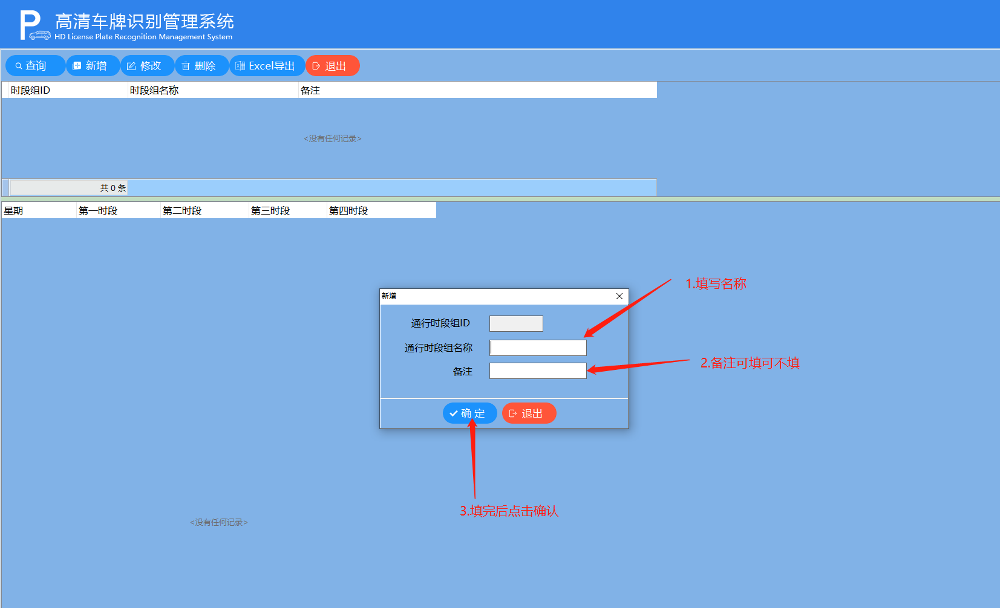 高清车牌识别管理系统
HD License Plate Recognition Management System
查询 新增 修改 删除 Excel导出 退出
时段组ID 时段组名称 备注
<没有任何记录>
共 0 条
星期 第一时段 第二时段 第三时段 第四时段
1.填写名称
新增
通行时段组ID
通行时段组名称
备注
2.备注可填可不填
确 定 退出
3.填完后点击确认
<没有任何记录>